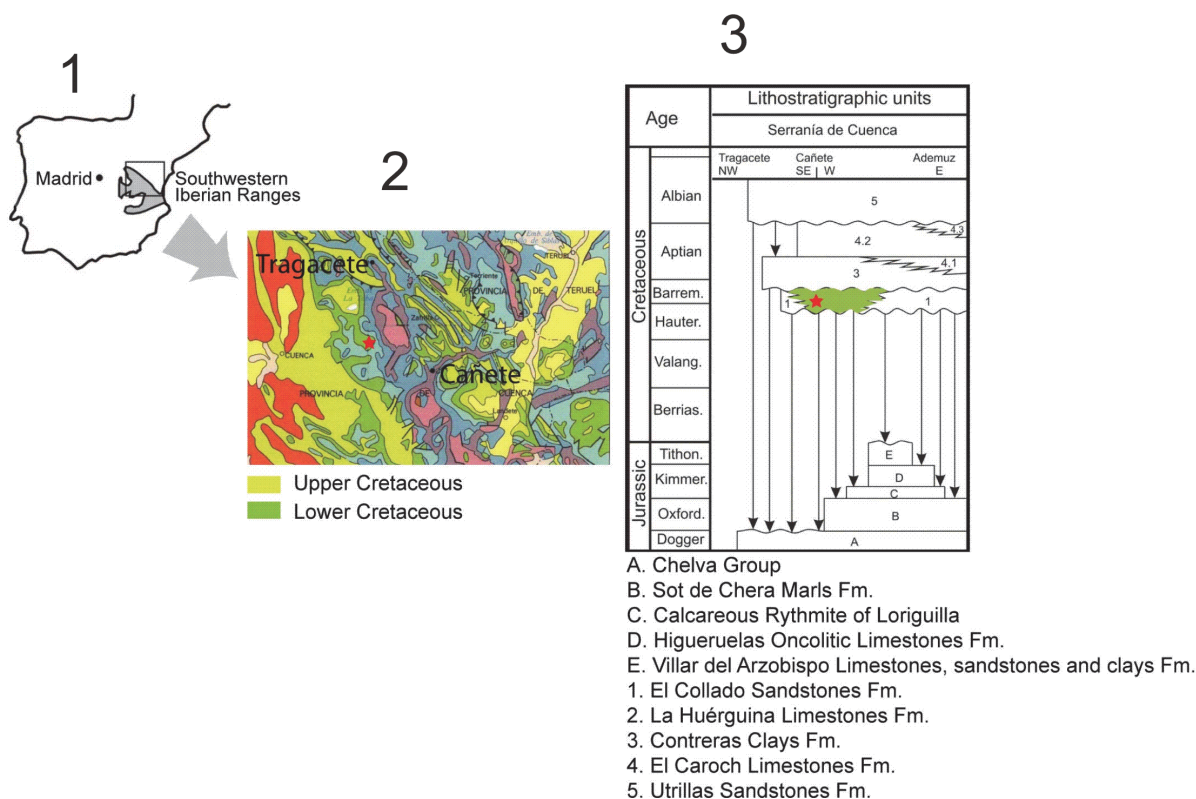 1
Madrid
Southwestern
Iberian Ranges
2
Tragacete
TERUEL
PROVINCIA
DE
TERUEL
CUENCA
Cañete
PROVINCIA
DE
CUENCA
Landete
Upper Cretaceous
Lower Cretaceous
3
Age
Lithostratigraphic units
Serranía de Cuenca
Tragacete
NW
Cañete
SE | W
Ademuz
E
Cretaceous
Albian
5
4.3
Aptian
4.2
4.1
3
Barrem.
1
1
Hauter.
Valang.
Berrias.
Jurassic
Tithon.
E
Kimmer.
D
C
Oxford.
B
Dogger
A
A. Chelva Group
B. Sot de Chera Marls Fm.
C. Calcareous Rythmite of Loriguilla
D. Higueruelas Oncolitic Limestones Fm.
E. Villar del Arzobispo Limestones, sandstones and clays Fm.
1. El Collado Sandstones Fm.
2. La Huérguina Limestones Fm.
3. Contreras Clays Fm.
4. El Caroch Limestones Fm.
5. Utrillas Sandstones Fm.